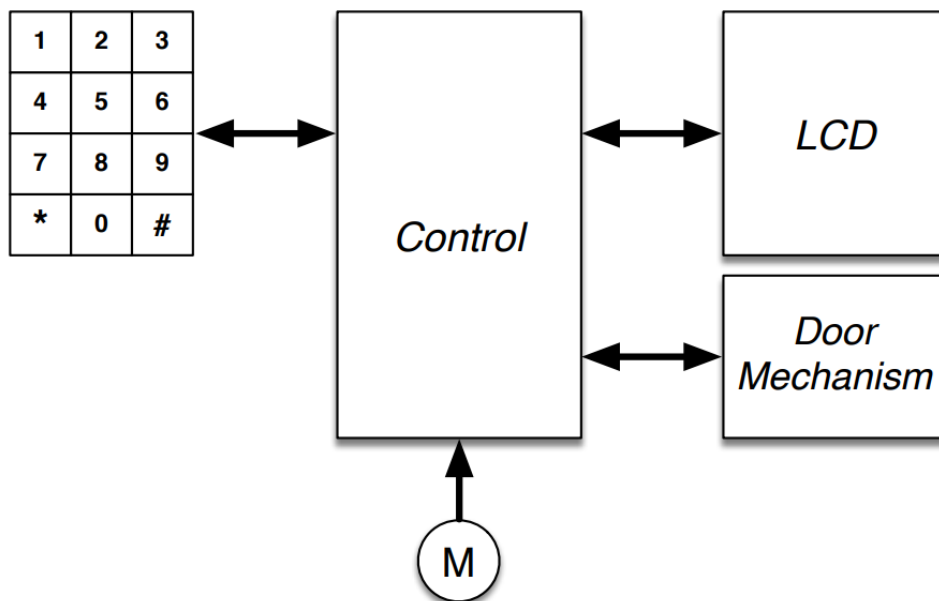 1 2 3
4 5 6
7 8 9
* 0 #
Control
LCD
Door
Mechanism
M